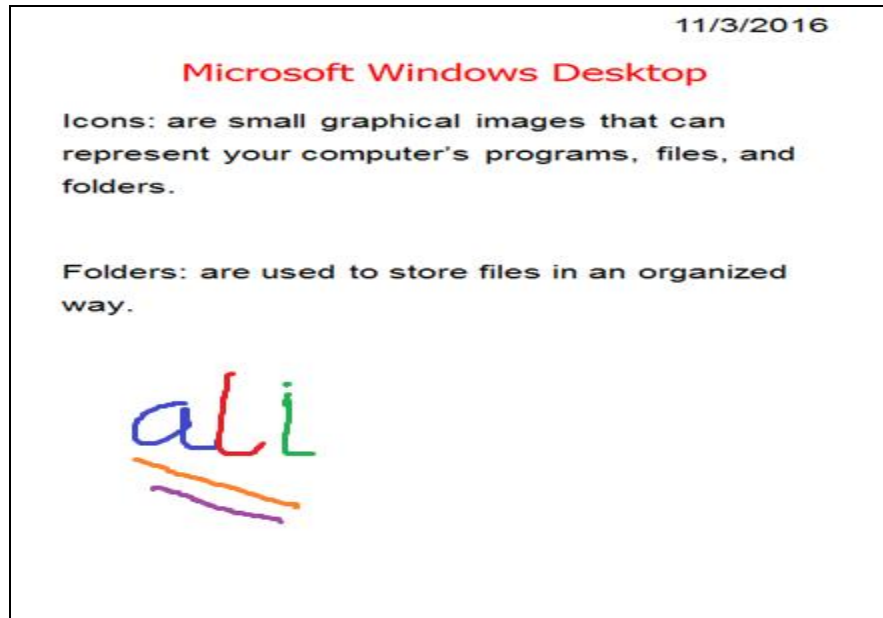 11/3/2016
Microsoft Windows Desktop
Icons: are small graphical images that can
represent your computer's programs, files, and
folders.
Folders: are used to store files in an organized
way.
ali